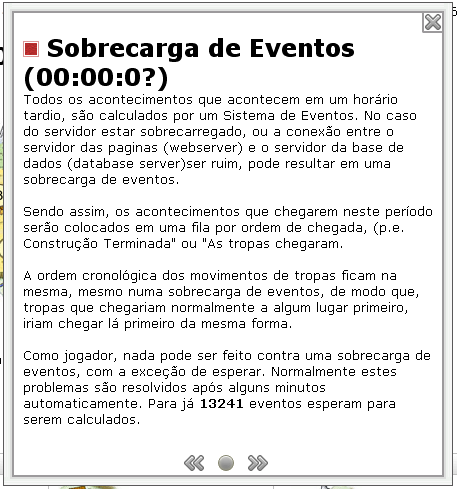 Sobrecarga de Eventos
(00:00:0?)
Todos os acontecimentos que acontecem em um horário
tardio, são calculados por um Sistema de Eventos. No caso
do servidor estar sobrecarregado, ou a conexão entre o
servidor das paginas (webserver) e o servidor da base de
dados (database server)ser ruim, pode resultar em uma
sobrecarga de eventos.
Sendo assim, os acontecimentos que chegarem neste período
serão colocados em uma fila por ordem de chegada, (p.e.
Construção Terminada" ou "As tropas chegaram.
A ordem cronológica dos movimentos de tropas ficam na
mesma, mesmo numa sobrecarga de eventos, de modo que,
tropas que chegariam normalmente a algum lugar primeiro,
iriam chegar lá primeiro da mesma forma.
Como jogador, nada pode ser feito contra uma sobrecarga de
eventos, com a exceção de esperar. Normalmente estes
problemas são resolvidos após alguns minutos
automaticamente. Para já 13241 eventos esperam para
serem calculados.